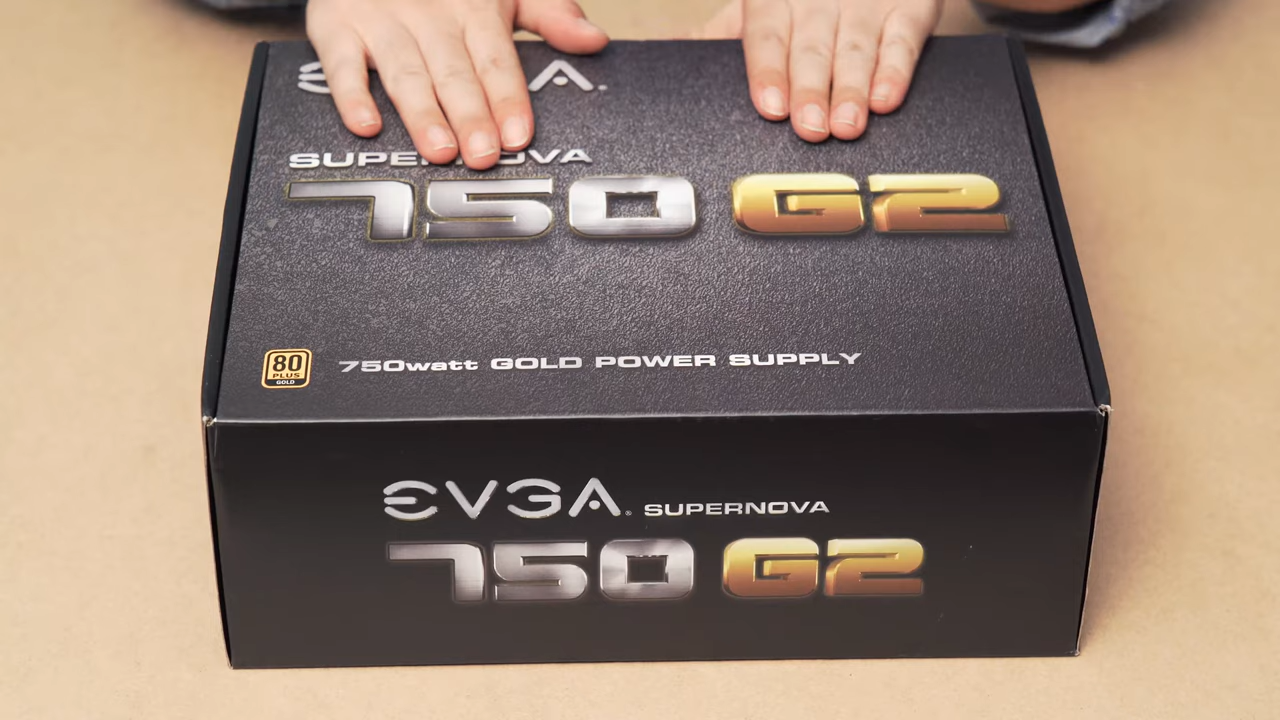 EVGA
SUPERNOVA
750 G2
80 PLUS GOLD
750watt GOLD POWER SUPPLY
EVGA. SUPERNOVA
750 G2